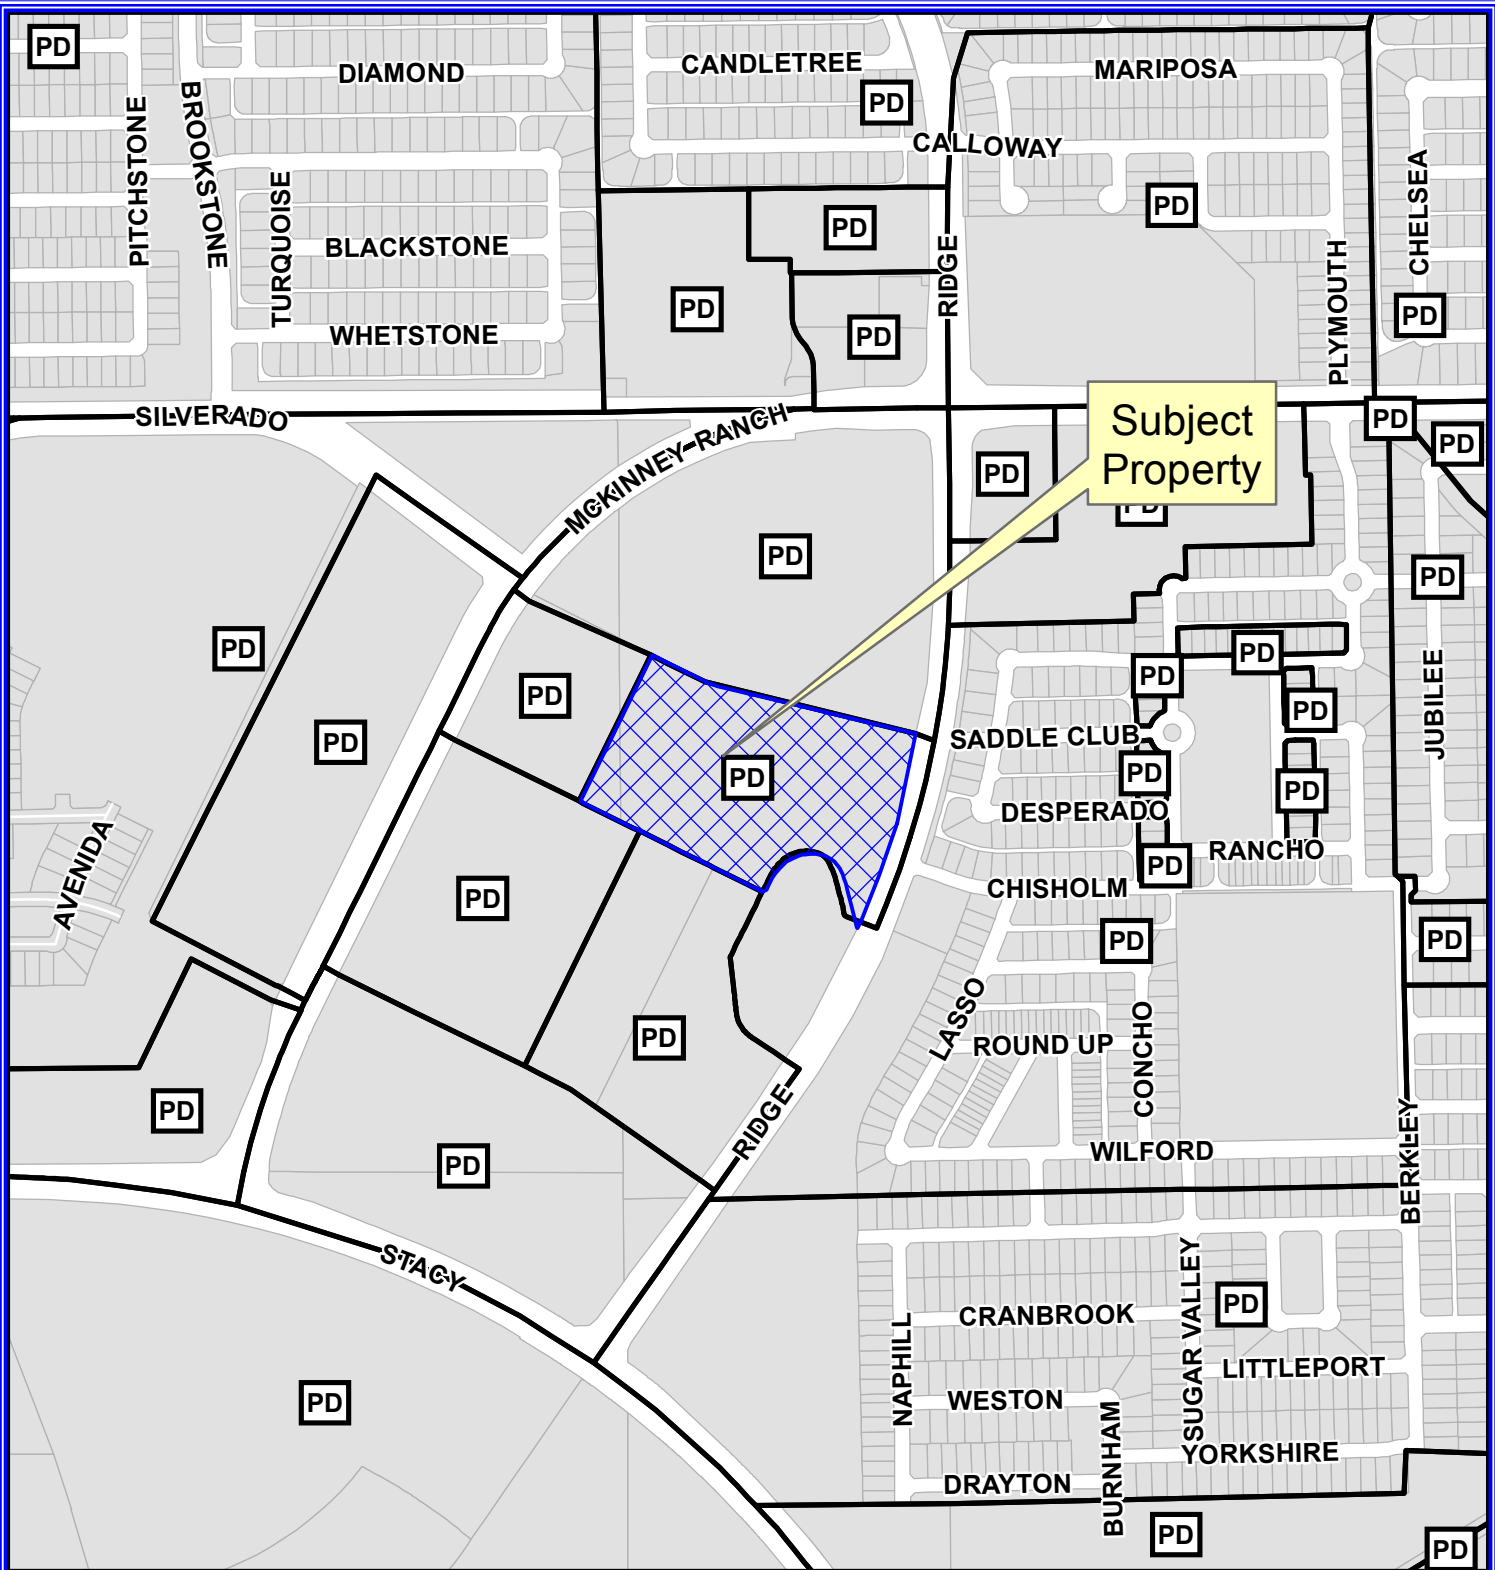 PD
DIAMOND
CANDLETREE
MARIPOSA
PD
PITCHSTONE
BROOKSTONE
CALLOWAY
TURQUOISE
PD
CHELSEA
PD
BLACKSTONE
RIDGE
PLYMOUTH
PD
PD
PD
WHETSTONE
SILVERADO
MCKINNEY RANCH
Subject
Property
PD
PD
PD
PD
PD
PD
PD
PD
PD
PD
PD
PD
PD
JUBILEE
SADDLE CLUB
PD
PD
PD
PD
DESPERADO
RANCHO
AVENIDA
PD
CHISHOLM
PD
PD
PD
LASSO
PD
ROUND UP
CONCHO
PD
RIDGE
WILFORD
BERKLEY
PD
STACY
SUGAR VALLEY
PD
CRANBROOK
NAPHILL
LITTLEPORT
PD
WESTON
BURNHAM
YORKSHIRE
DRAYTON
PD
PD